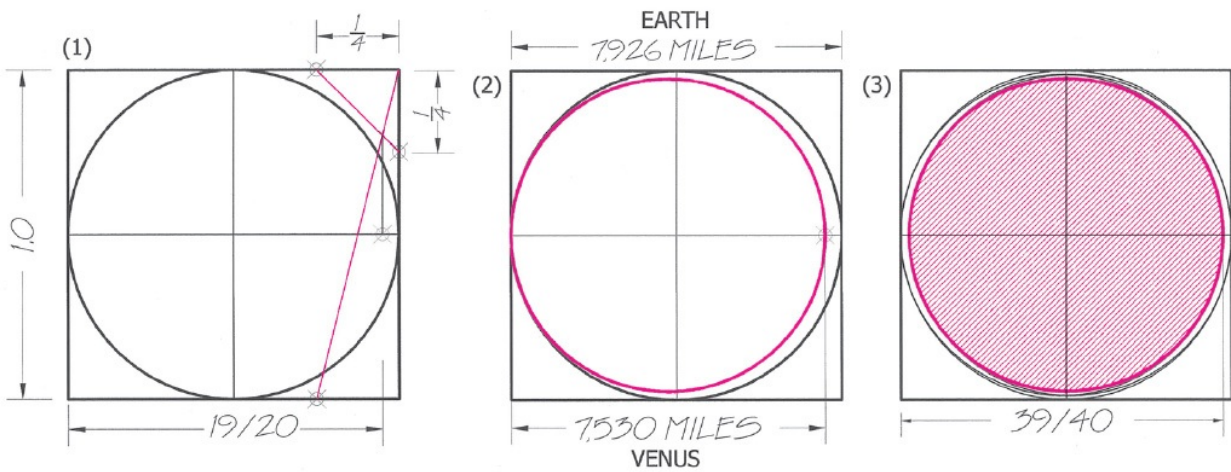 (1)
1/4
1/4
1.0
19/20
EARTH
7,926 MILES
(2)
7,530 MILES
VENUS
(3)
39/40